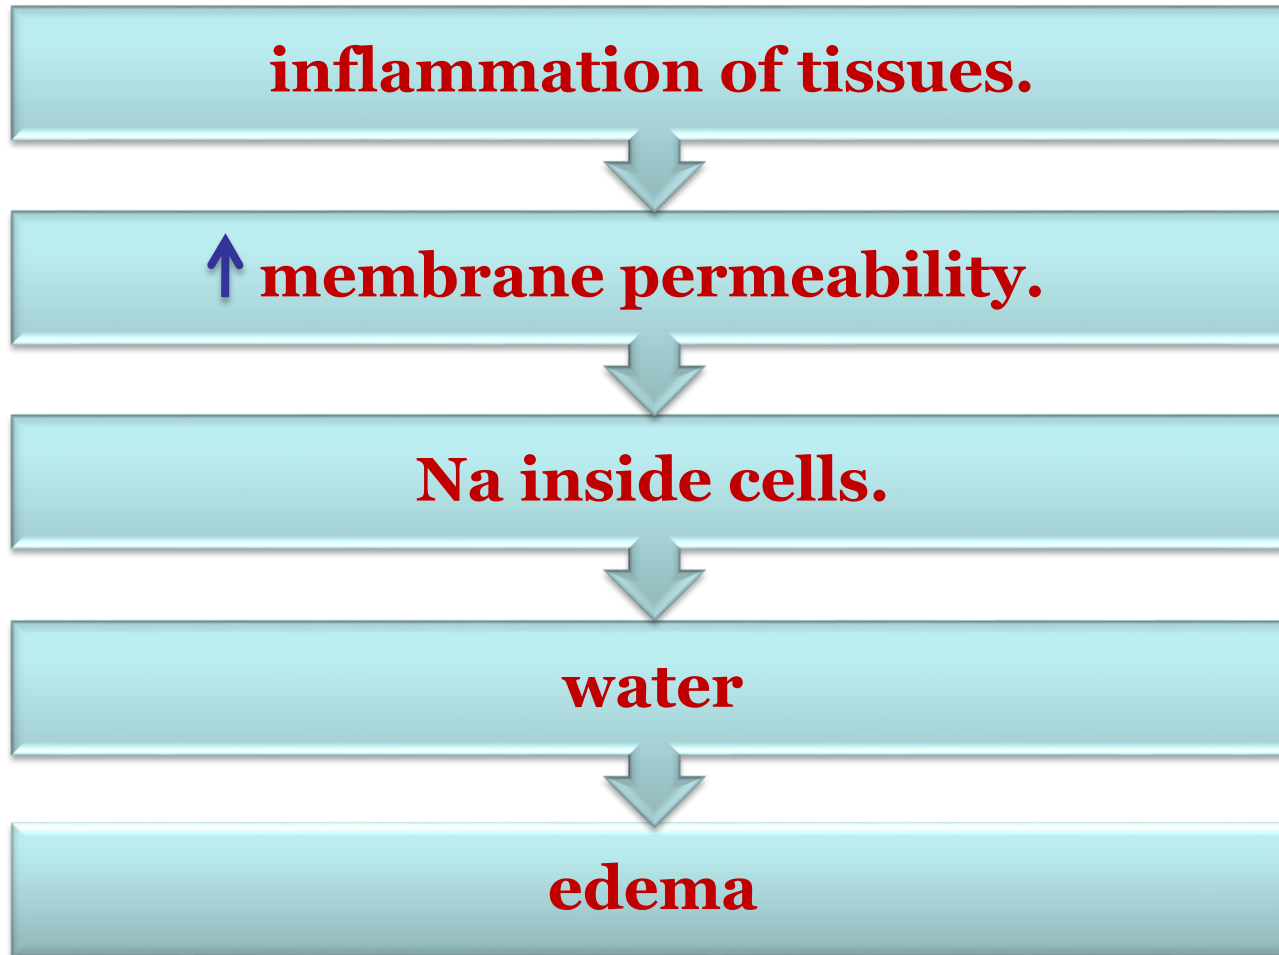 inflammation of tissues.
↑ membrane permeability.
Na inside cells.
water
edema